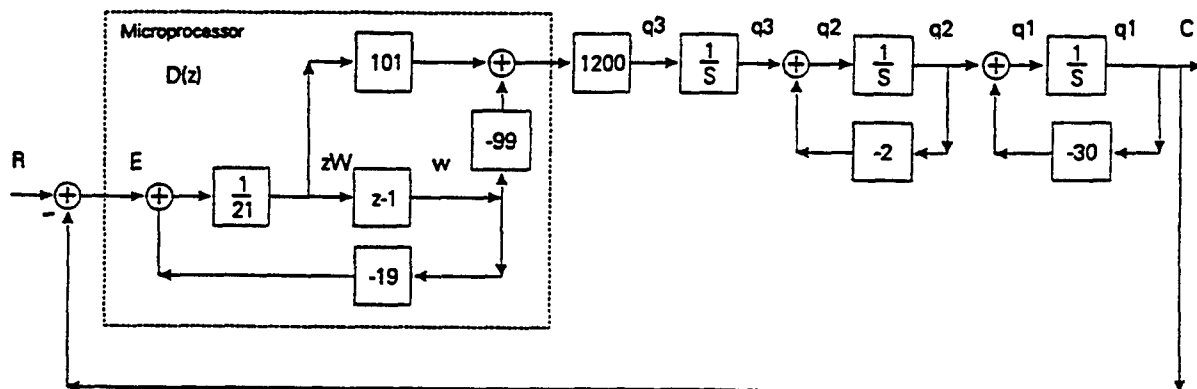 Microprocessor
D(z)
101
1200
q3
1
S
q3
q2
1
S
q2
q1
1
S
q1
C
-99
-2
-30
R
E
1
21
zW
z-1
w
-
-19